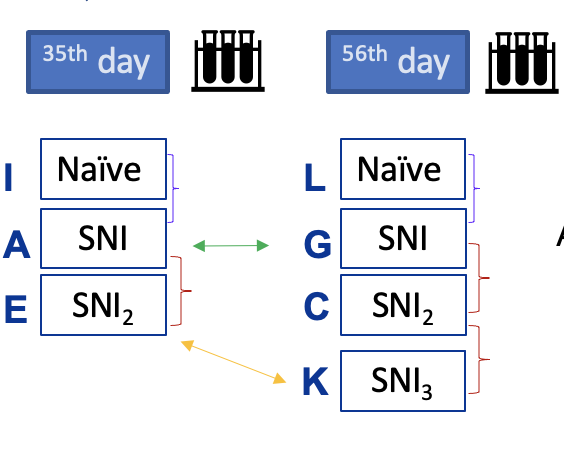 35th day
56th day
I Naïve
L Naïve
A SNI
G SNI
E SNI₂
C SNI₂
K SNI₃